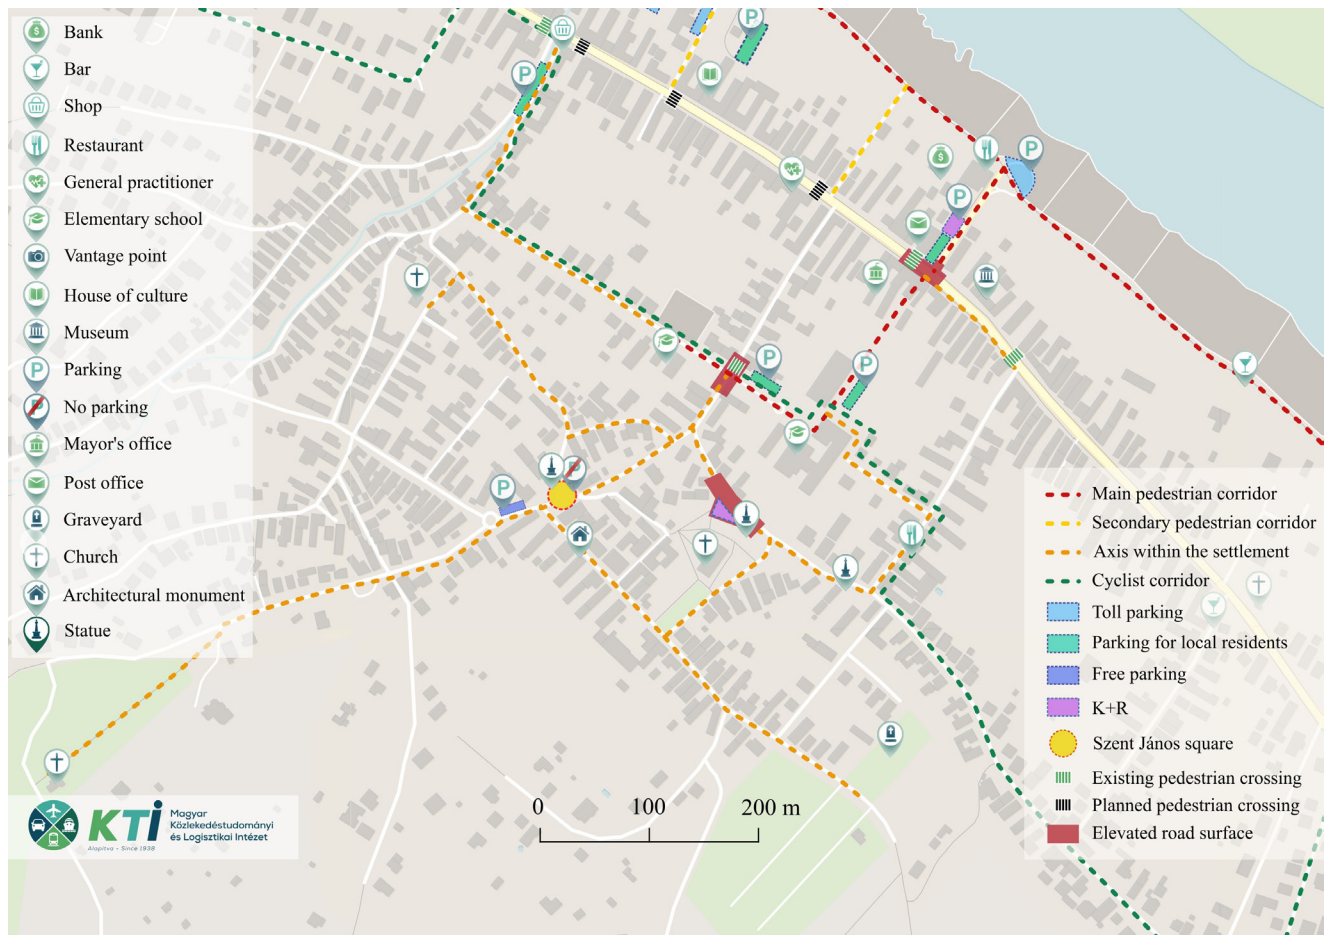 Bank
Bar
Shop
Restaurant
General practitioner
Elementary school
Vantage point
House of culture
Museum
Parking
No parking
Mayor's office
Post office
Graveyard
Church
Architectural monument
Statue
P
P
P
P
P
P
P
P
Main pedestrian corridor
Secondary pedestrian corridor
Axis within the settlement
Cyclist corridor
Toll parking
Parking for local residents
Free parking
K+R
Szent János square
Existing pedestrian crossing
Planned pedestrian crossing
Elevated road surface
0 100 200 m
KTI
Magyar
Közlekedéstudományi
és Logisztikai Intézet
Alapítva - Since 1938